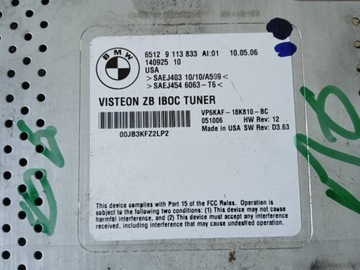 BMW
6512 9 113 833 AI:01 10.05.06
140925 10
USA
>SAEJ403 10/10/A599<
>SAEJ454 6063-T6<
VISTEON ZB IBOC TUNER
VP6KAF-18K810-BC
051006 HW Rev: 12
Made in USA SW Rev: D3.63
00JB3KFZ2LP2
This device complies with Part 15 of the FCC Rules.
Operation is subject to the following two
conditions: (1) This device may not cause
harmful interference, and (2) This device must
accept any interference received, including
interference that may cause undesired operation.